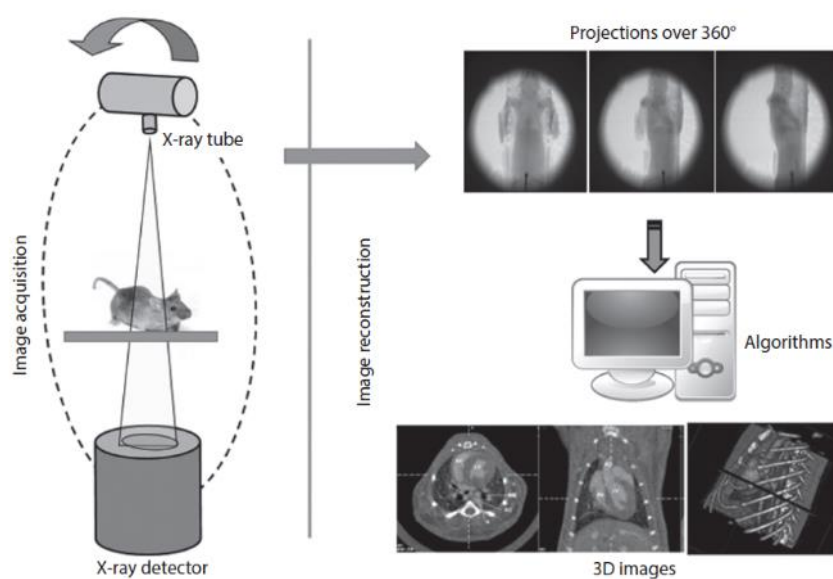 Projections over 360°
X-ray tube
Image acquisition
Image reconstruction
Algorithms
X-ray detector
3D images